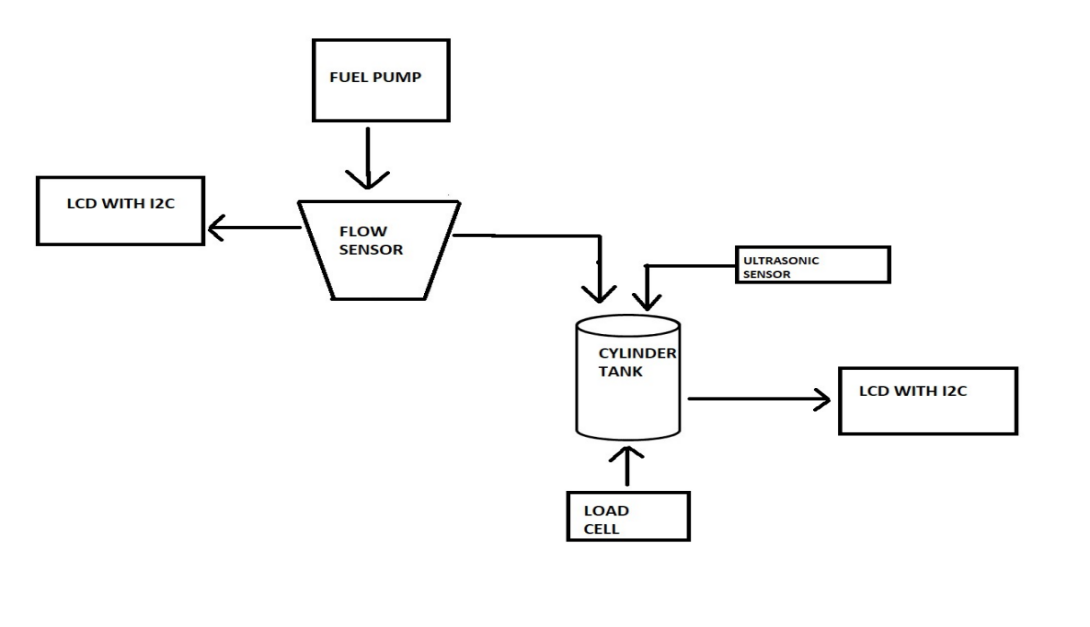 FUEL PUMP
LCD WITH I2C
FLOW
SENSOR
ULTRASONIC
SENSOR
CYLINDER
TANK
LCD WITH I2C
LOAD
CELL